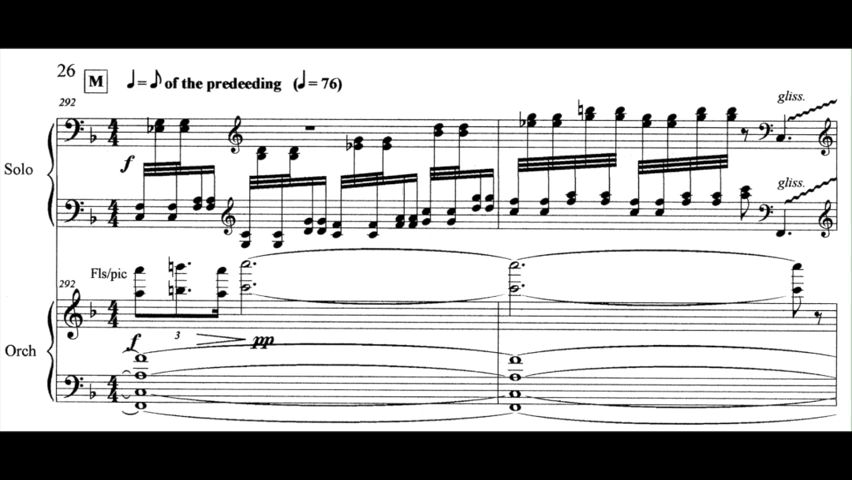 26
M ♩ = ♪ of the predeeding (♩ = 76)
292
gliss.
f
Solo
gliss.
Fls/pic
292
3
f pp
Orch